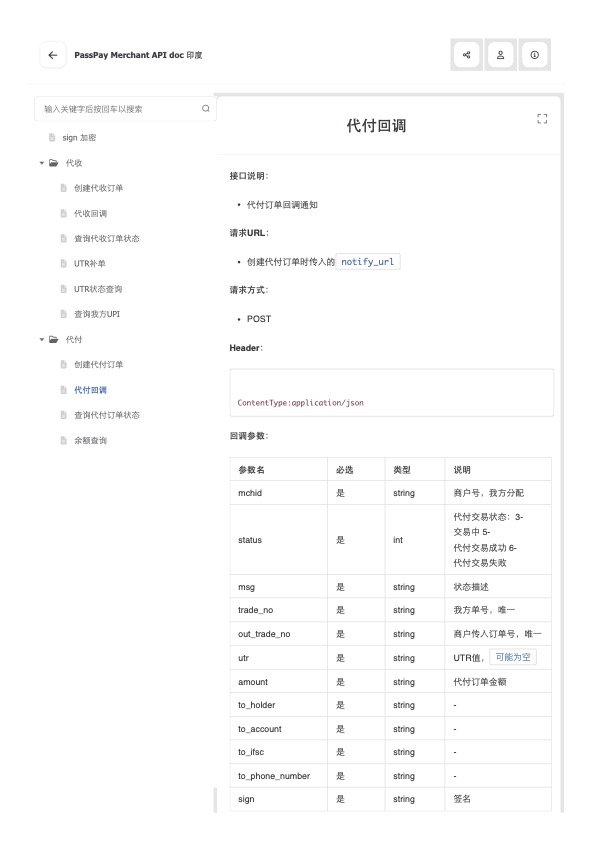 PassPay Merchant API doc 印度
输入关键字后按回车以搜索
sign 加密
代收
创建代收订单
代收回调
查询代收订单状态
UTR补单
UTR状态查询
查询我方UPI
代付
创建代付订单
代付回调
查询代付订单状态
余额查询
代付回调
接口说明：
• 代付订单回调通知
请求URL：
• 创建代付订单时传入的 notify_url
请求方式：
• POST
Header：
ContentType:application/json
回调参数：
参数名 必选 类型 说明
mchid 是 string 商户号，我方分配
status 是 int 代付交易状态：3-
交易中 5-
代付交易成功 6-
代付交易失败
msg 是 string 状态描述
trade_no 是 string 我方单号，唯一
out_trade_no 是 string 商户传入订单号，唯一
utr 是 string UTR值， 可能为空
amount 是 string 代付订单金额
to_holder 是 string -
to_account 是 string -
to_ifsc 是 string -
to_phone_number 是 string -
sign 是 string 签名